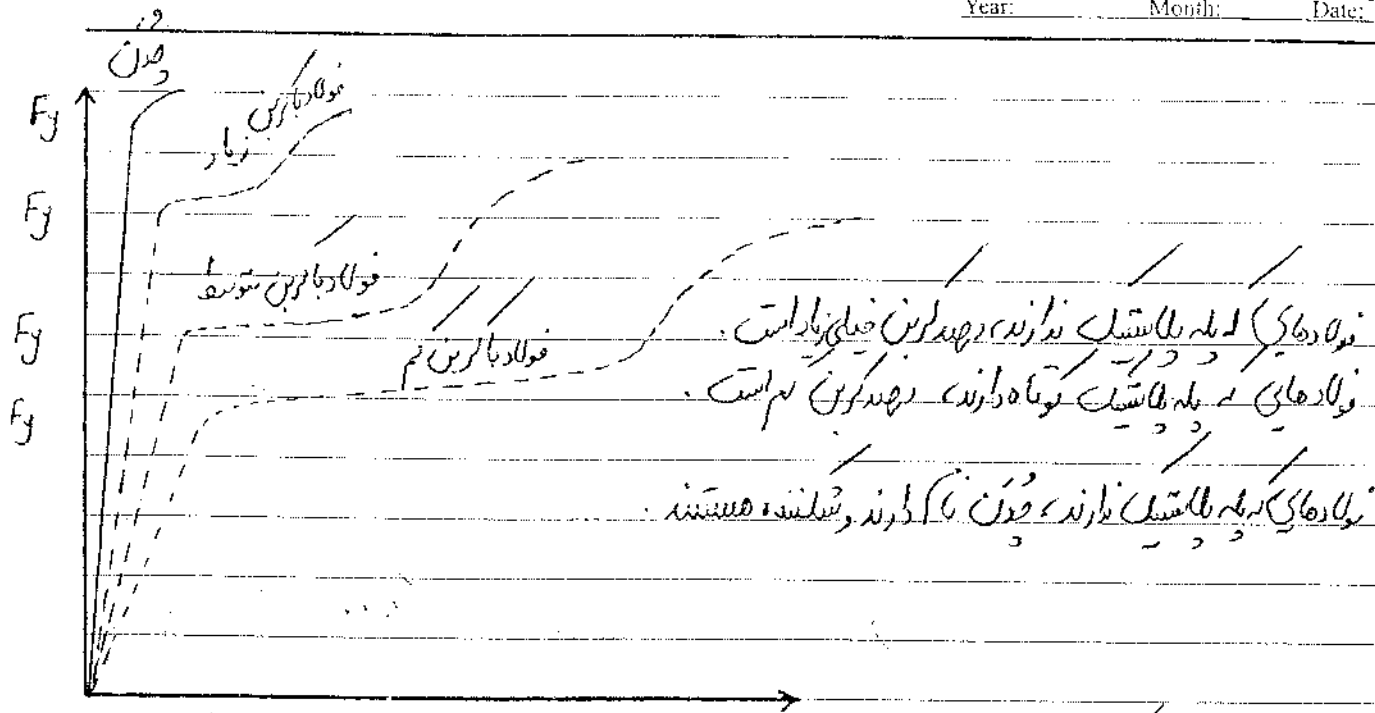 Year: Month: Date:
چدن
Fy
فولاد با کربن زیاد
Fy
فولاد با کربن متوسط
Fy
فولاد با کربن کم
Fy
فولادهایی که پله پلاستیک ندارند، درصد کربن خیلی زیاد است.
فولادهایی که پله پلاستیک کوتاه دارند، درصد کربن کم است.
فولادهایی که پله پلاستیک ندارند، چُدَن نام دارند و شکننده هستند.